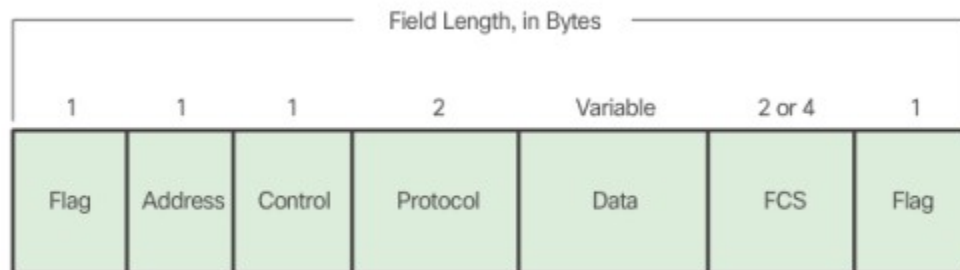 Field Length, in Bytes
1 1 1 2 Variable 2 or 4 1
Flag Address Control Protocol Data FCS Flag